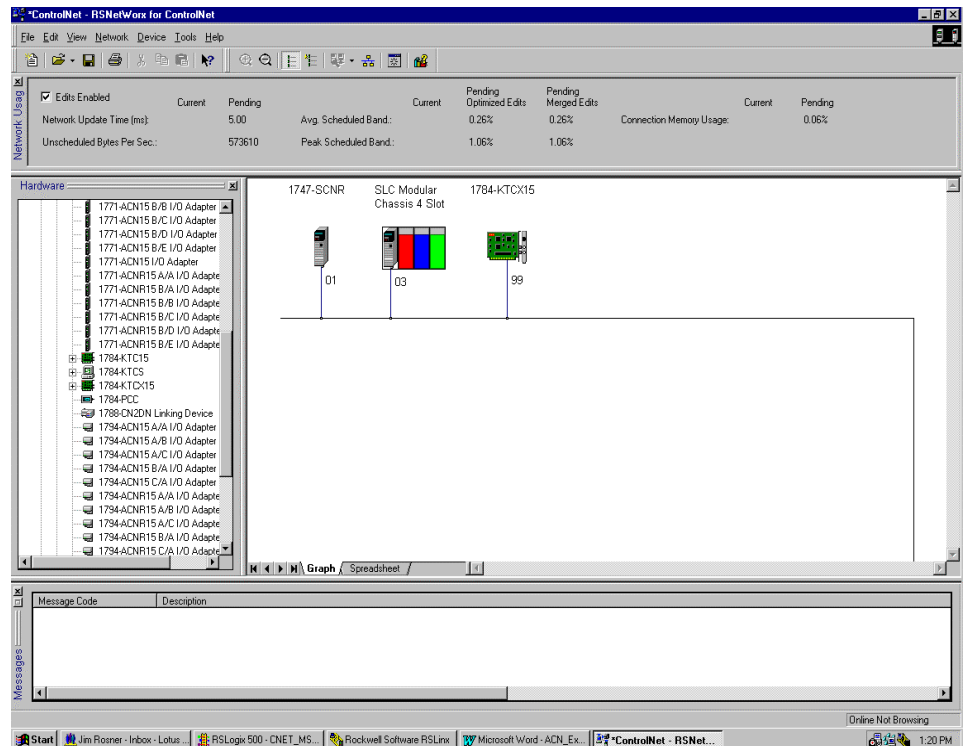 *ControlNet - RSNetWorx for ControlNet
File Edit View Network Device Tools Help
Network Usag
Edits Enabled
Current Pending Current Pending Optimized Edits Pending Merged Edits Current Pending
Network Update Time (ms): 5.00 Avg. Scheduled Band.: 0.26% 0.26% Connection Memory Usage: 0.06%
Unscheduled Bytes Per Sec.: 573610 Peak Scheduled Band.: 1.06% 1.06%
Hardware
1771-ACN15 B/B I/O Adapter
1771-ACN15 B/C I/O Adapter
1771-ACN15 B/D I/O Adapter
1771-ACN15 B/E I/O Adapter
1771-ACN15 I/O Adapter
1771-ACNR15 A/A I/O Adapte
1771-ACNR15 B/A I/O Adapte
1771-ACNR15 B/B I/O Adapte
1771-ACNR15 B/C I/O Adapte
1771-ACNR15 B/D I/O Adapte
1771-ACNR15 B/E I/O Adapte
1784-KTC15
1784-KTCS
1784-KTCX15
1784-PCC
1788-CN2DN Linking Device
1794-ACN15 A/A I/O Adapter
1794-ACN15 A/B I/O Adapter
1794-ACN15 A/C I/O Adapter
1794-ACN15 B/A I/O Adapter
1794-ACN15 C/A I/O Adapter
1794-ACNR15 A/A I/O Adapte
1794-ACNR15 A/B I/O Adapte
1794-ACNR15 A/C I/O Adapte
1794-ACNR15 B/A I/O Adapte
1794-ACNR15 C/A I/O Adapte
1747-SCNR
SLC Modular
Chassis 4 Slot
1784-KTCX15
01
03
99
Graph Spreadsheet
Messages
Message Code Description
Online Not Browsing
Start Jim Rosner - Inbox - Lotus ... RSLogix 500 - CNET_MS... Rockwell Software RSLinx Microsoft Word - ACN_Ex... *ControlNet - RSNet... 1:20 PM